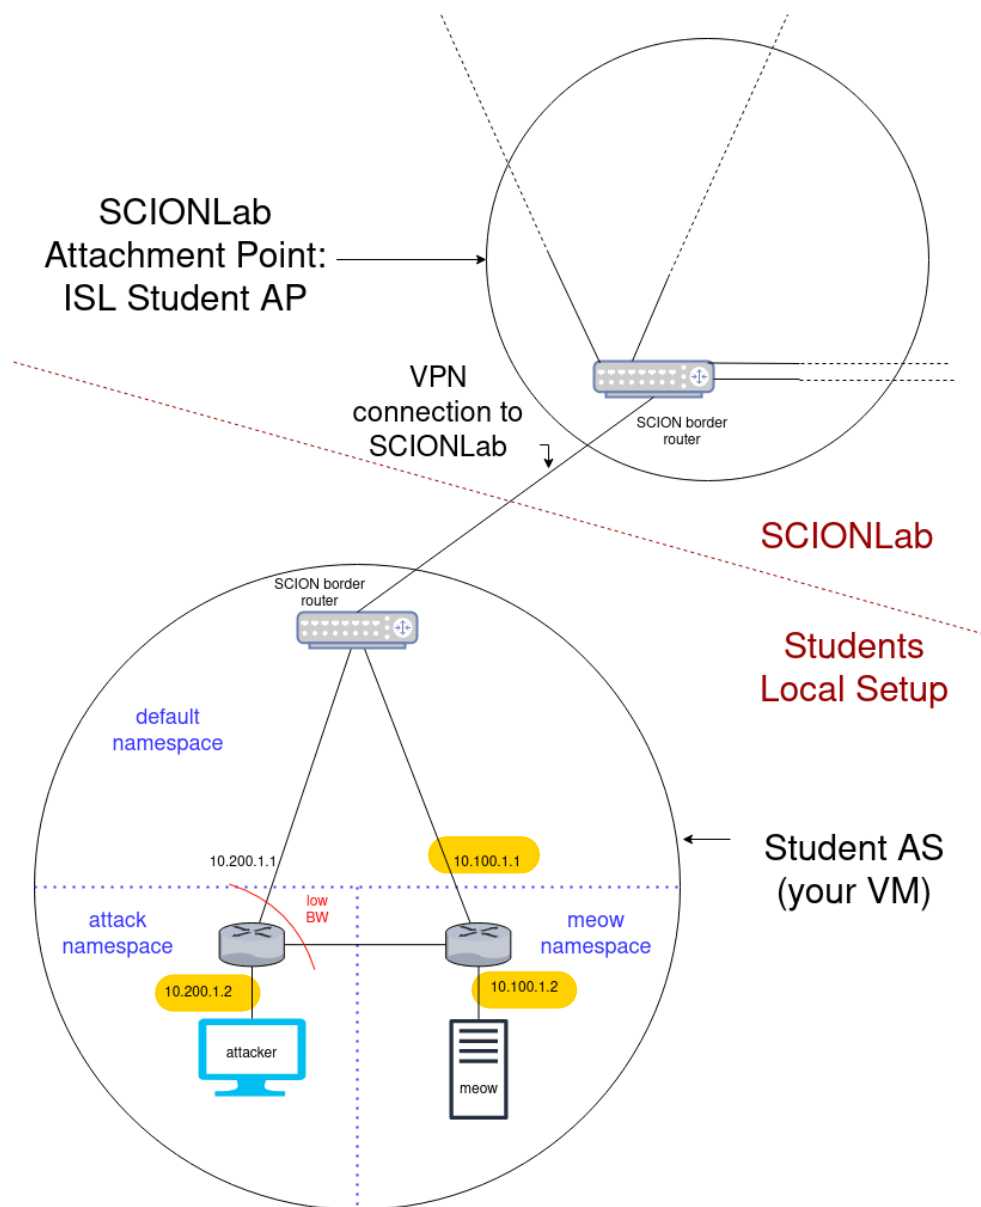 SCIONLab
Attachment Point:
ISL Student AP
VPN
connection to
SCIONLab
SCION border
router
SCIONLab
Students
Local Setup
SCION border
router
default
namespace
10.200.1.1
10.100.1.1
Student AS
(your VM)
low
BW
attack
namespace
meow
namespace
10.200.1.2
10.100.1.2
attacker
meow